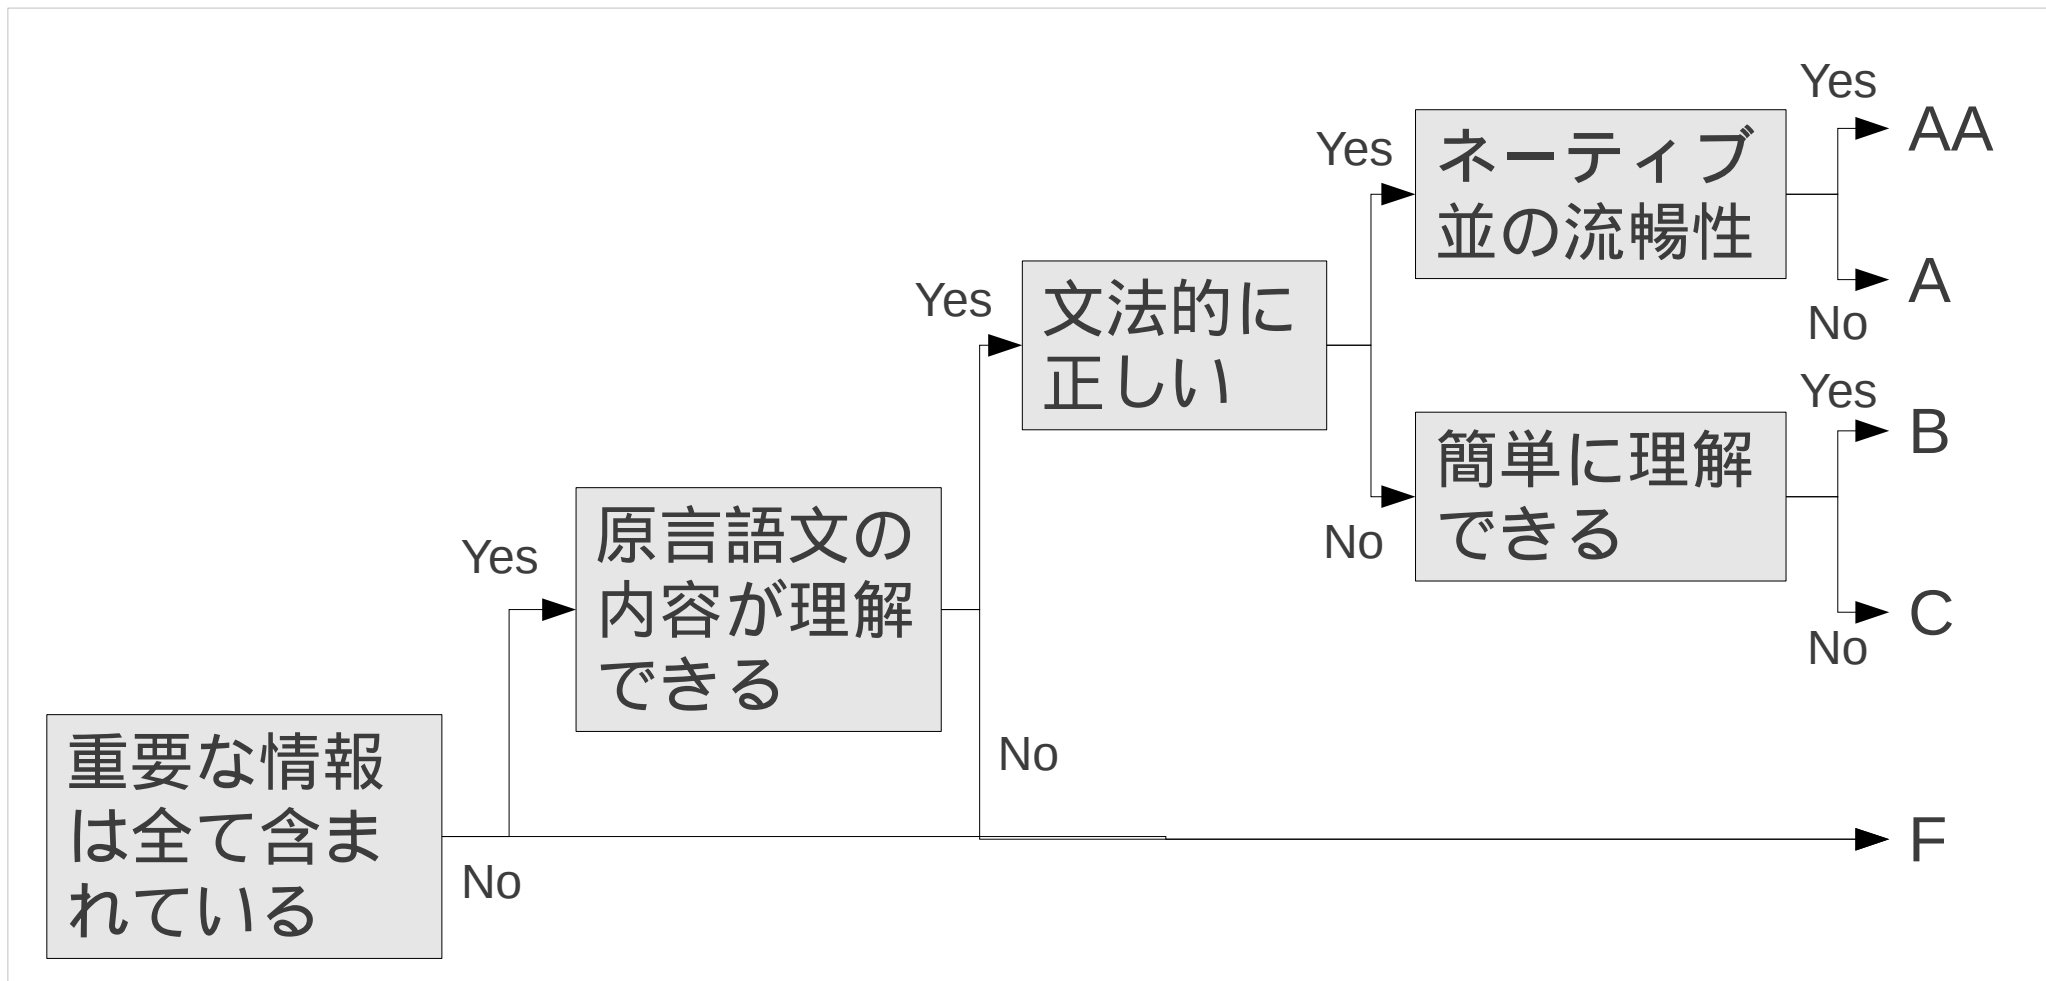 Yes
AA
Yes
ネーティブ
並の流暢性
A
No
Yes
文法的に
正しい
Yes
B
簡単に理解
できる
No
C
No
Yes
原言語文の
内容が理解
できる
No
重要な情報
は全て含ま
れている
No
F